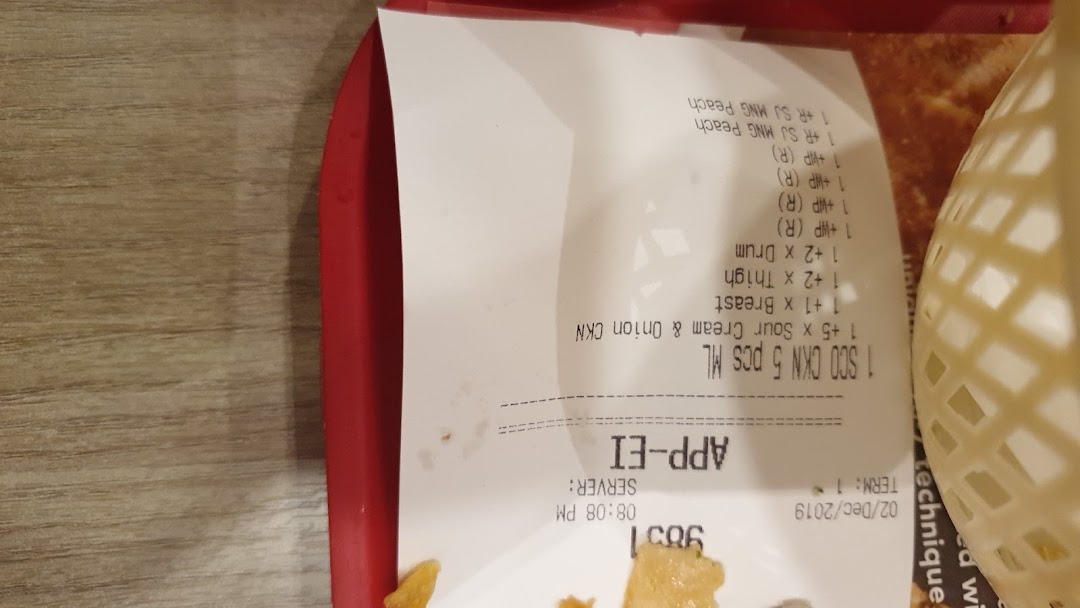 9851
02/Dec/2019 08:08 PM
TERM: 1 SERVER:
APP-EI
1 SCO CKN 5 pcs ML
1 +5 x Sour Cream & Onion CKN
1 +1 x Breast
1 +2 x Thigh
1 +2 x Drum
1 +WP (R)
1 +WP (R)
1 +WP (R)
1 +WP (R)
1 +R SJ MNG Peach
1 +R SJ MNG Peach
technique